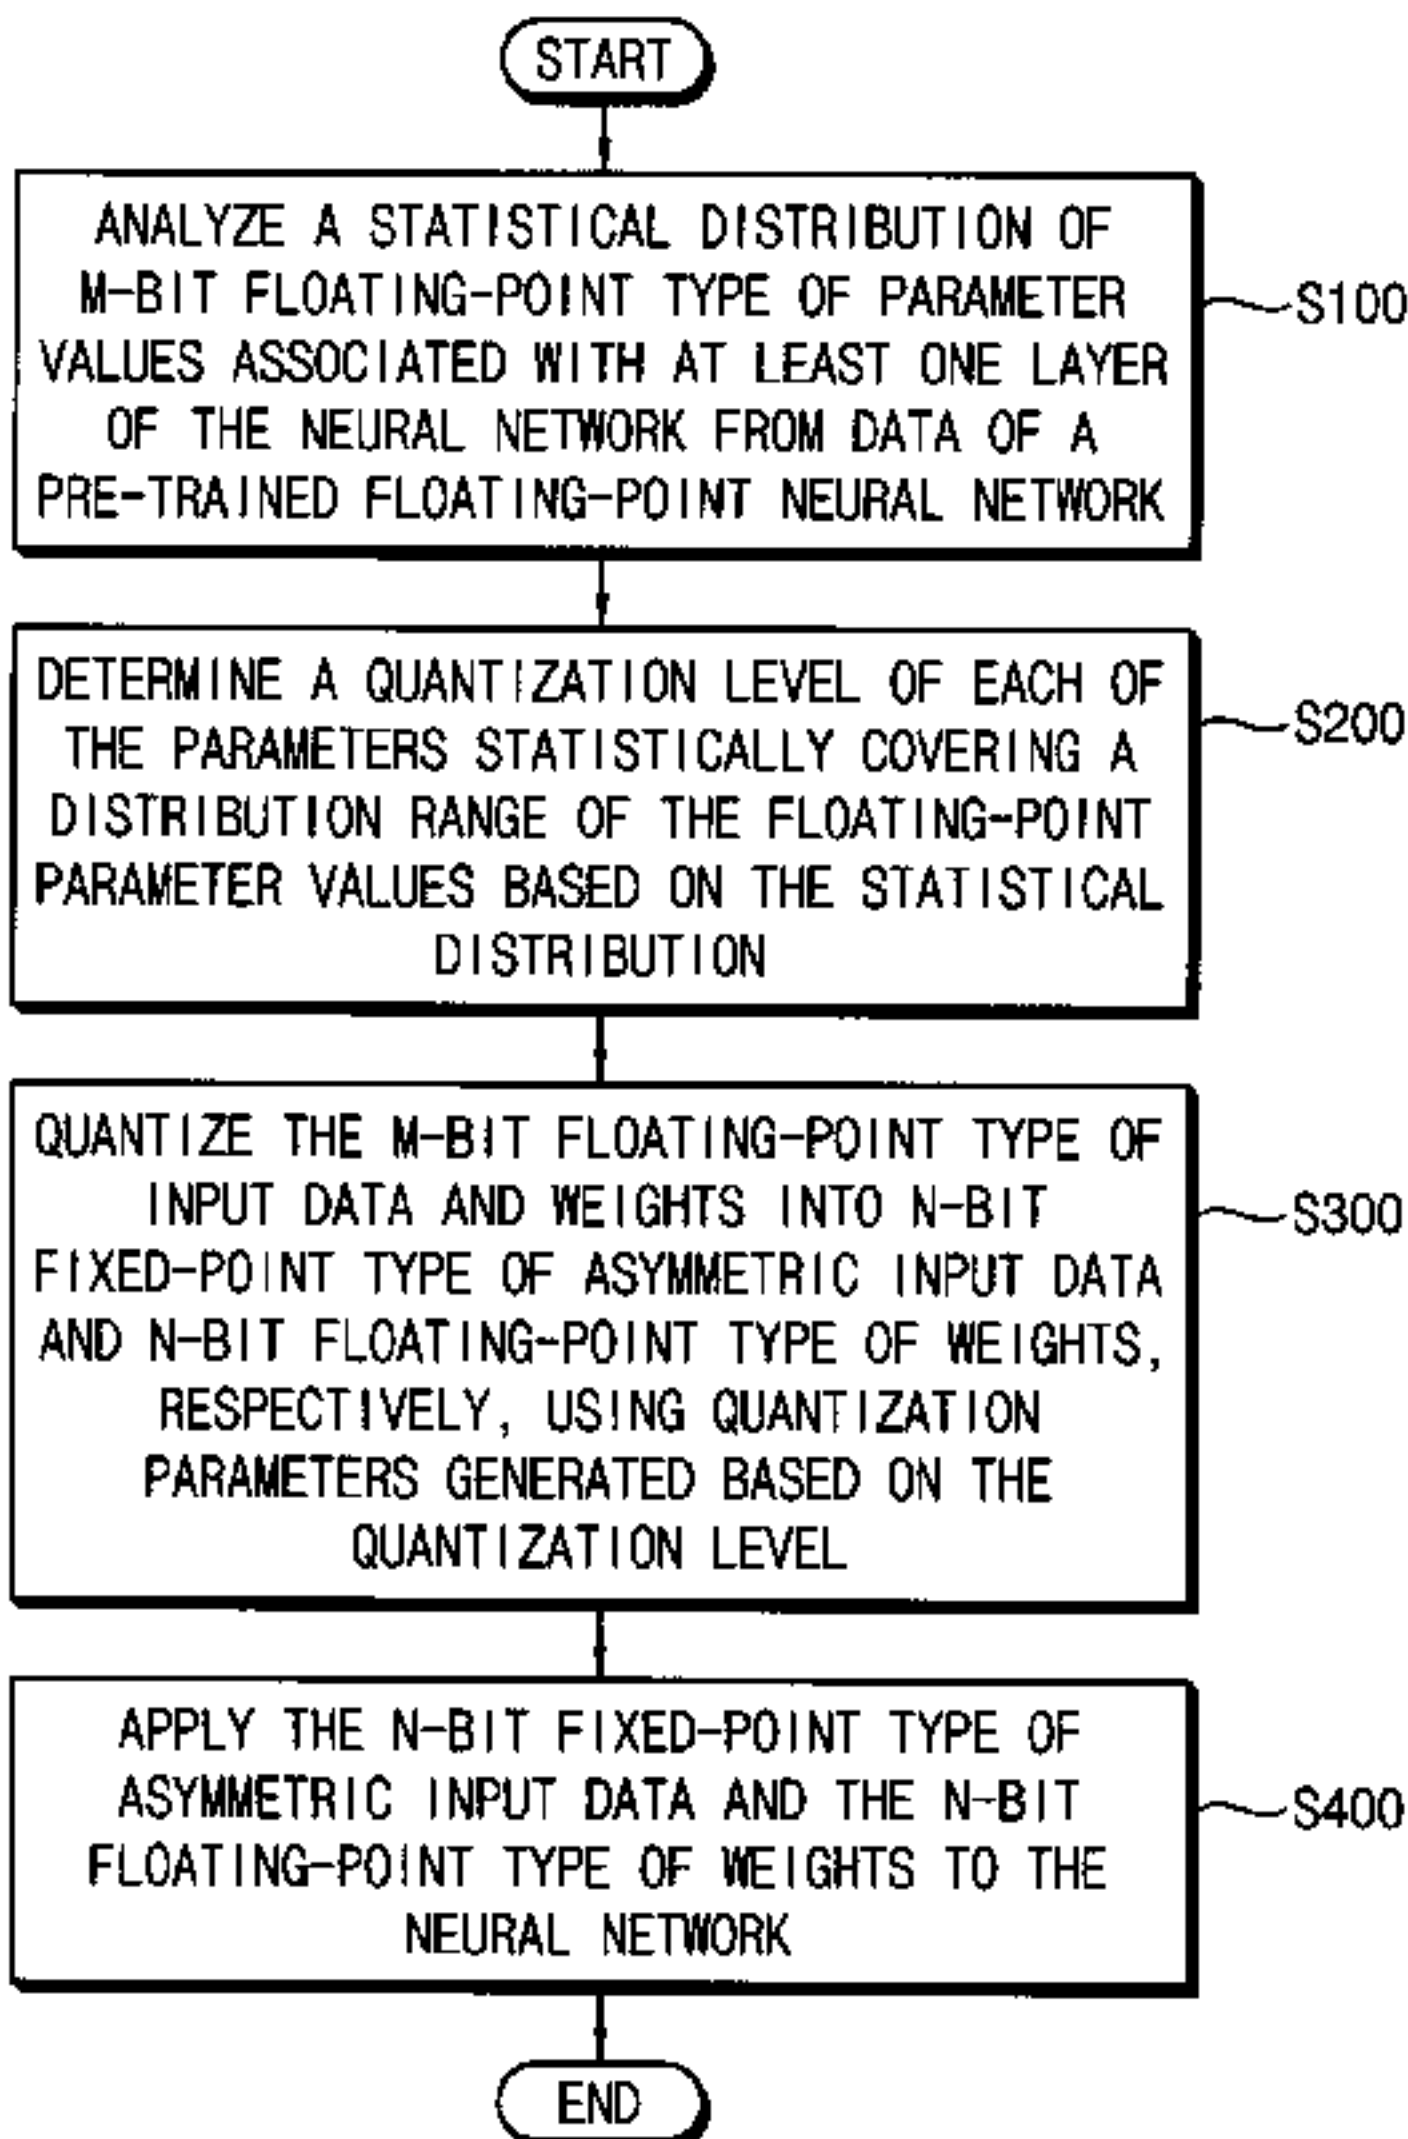 START
ANALYZE A STATISTICAL DISTRIBUTION OF
M-BIT FLOATING-POINT TYPE OF PARAMETER
VALUES ASSOCIATED WITH AT LEAST ONE LAYER
OF THE NEURAL NETWORK FROM DATA OF A
PRE-TRAINED FLOATING-POINT NEURAL NETWORK
S100
DETERMINE A QUANTIZATION LEVEL OF EACH OF
THE PARAMETERS STATISTICALLY COVERING A
DISTRIBUTION RANGE OF THE FLOATING-POINT
PARAMETER VALUES BASED ON THE STATISTICAL
DISTRIBUTION
S200
QUANTIZE THE M-BIT FLOATING-POINT TYPE OF
INPUT DATA AND WEIGHTS INTO N-BIT
FIXED-POINT TYPE OF ASYMMETRIC INPUT DATA
AND N-BIT FLOATING-POINT TYPE OF WEIGHTS,
RESPECTIVELY, USING QUANTIZATION
PARAMETERS GENERATED BASED ON THE
QUANTIZATION LEVEL
S300
APPLY THE N-BIT FIXED-POINT TYPE OF
ASYMMETRIC INPUT DATA AND THE N-BIT
FLOATING-POINT TYPE OF WEIGHTS TO THE
NEURAL NETWORK
S400
END